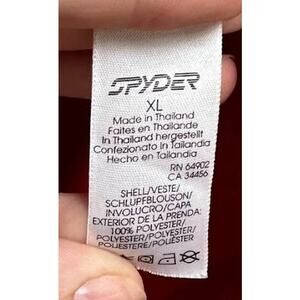 SPYDER
XL
Made in Thailand
Faites en Thailande
In Thailand hergestellt
Confezionato in Tailandia
Hecho en Tailandia
RN 64902
CA 34456
SHELL/VESTE/
SCHLUPFBLOUSON/
INVOLUCRO/CAPA
EXTERIOR DE LA PRENDA:
100% POLYESTER/
POLYESTER/POLYESTER/
POLIESTERE/POLIÉSTER